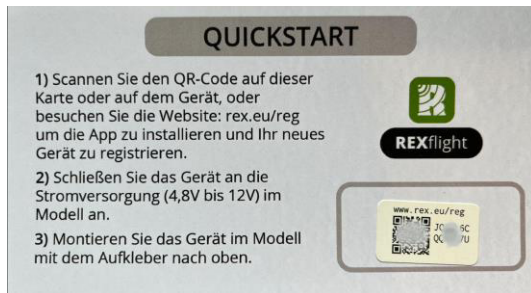 QUICKSTART
1) Scannen Sie den QR-Code auf dieser
Karte oder auf dem Gerät, oder
besuchen Sie die Website: rex.eu/reg
um die App zu installieren und Ihr neues
Gerät zu registrieren.
2) Schließen Sie das Gerät an die
Stromversorgung (4,8V bis 12V) im
Modell an.
3) Montieren Sie das Gerät im Modell
mit dem Aufkleber nach oben.
REXflight
www.rex.eu/reg